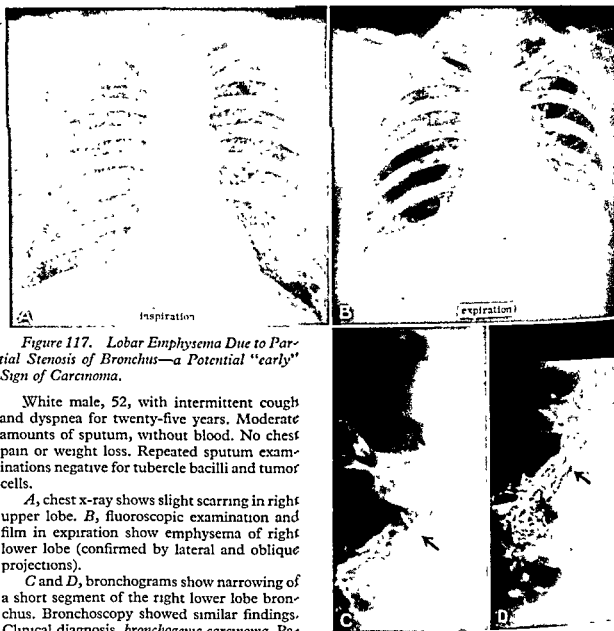 A
inspiration
B
expiration
Figure 117. Lobar Emphysema Due to Par-
tial Stenosis of Bronchus—a Potential "early"
Sign of Carcinoma.
White male, 52, with intermittent cough
and dyspnea for twenty-five years. Moderate
amounts of sputum, without blood. No chest
pain or weight loss. Repeated sputum exam-
inations negative for tubercle bacilli and tumor
cells.
A, chest x-ray shows slight scarring in right
upper lobe. B, fluoroscopic examination and
film in expiration show emphysema of right
lower lobe (confirmed by lateral and oblique
projections).
C and D, bronchograms show narrowing of
a short segment of the right lower lobe bron-
chus. Bronchoscopy showed similar findings.
Clinical diagnosis, bronchogenic carcinoma.
C
D